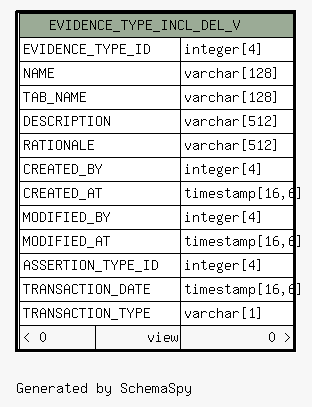 EVIDENCE_TYPE_INCL_DEL_V
EVIDENCE_TYPE_ID integer[4]
NAME varchar[128]
TAB_NAME varchar[128]
DESCRIPTION varchar[512]
RATIONALE varchar[512]
CREATED_BY integer[4]
CREATED_AT timestamp[16,6]
MODIFIED_BY integer[4]
MODIFIED_AT timestamp[16,6]
ASSERTION_TYPE_ID integer[4]
TRANSACTION_DATE timestamp[16,6]
TRANSACTION_TYPE varchar[1]
< 0 view 0 >
Generated by SchemaSpy